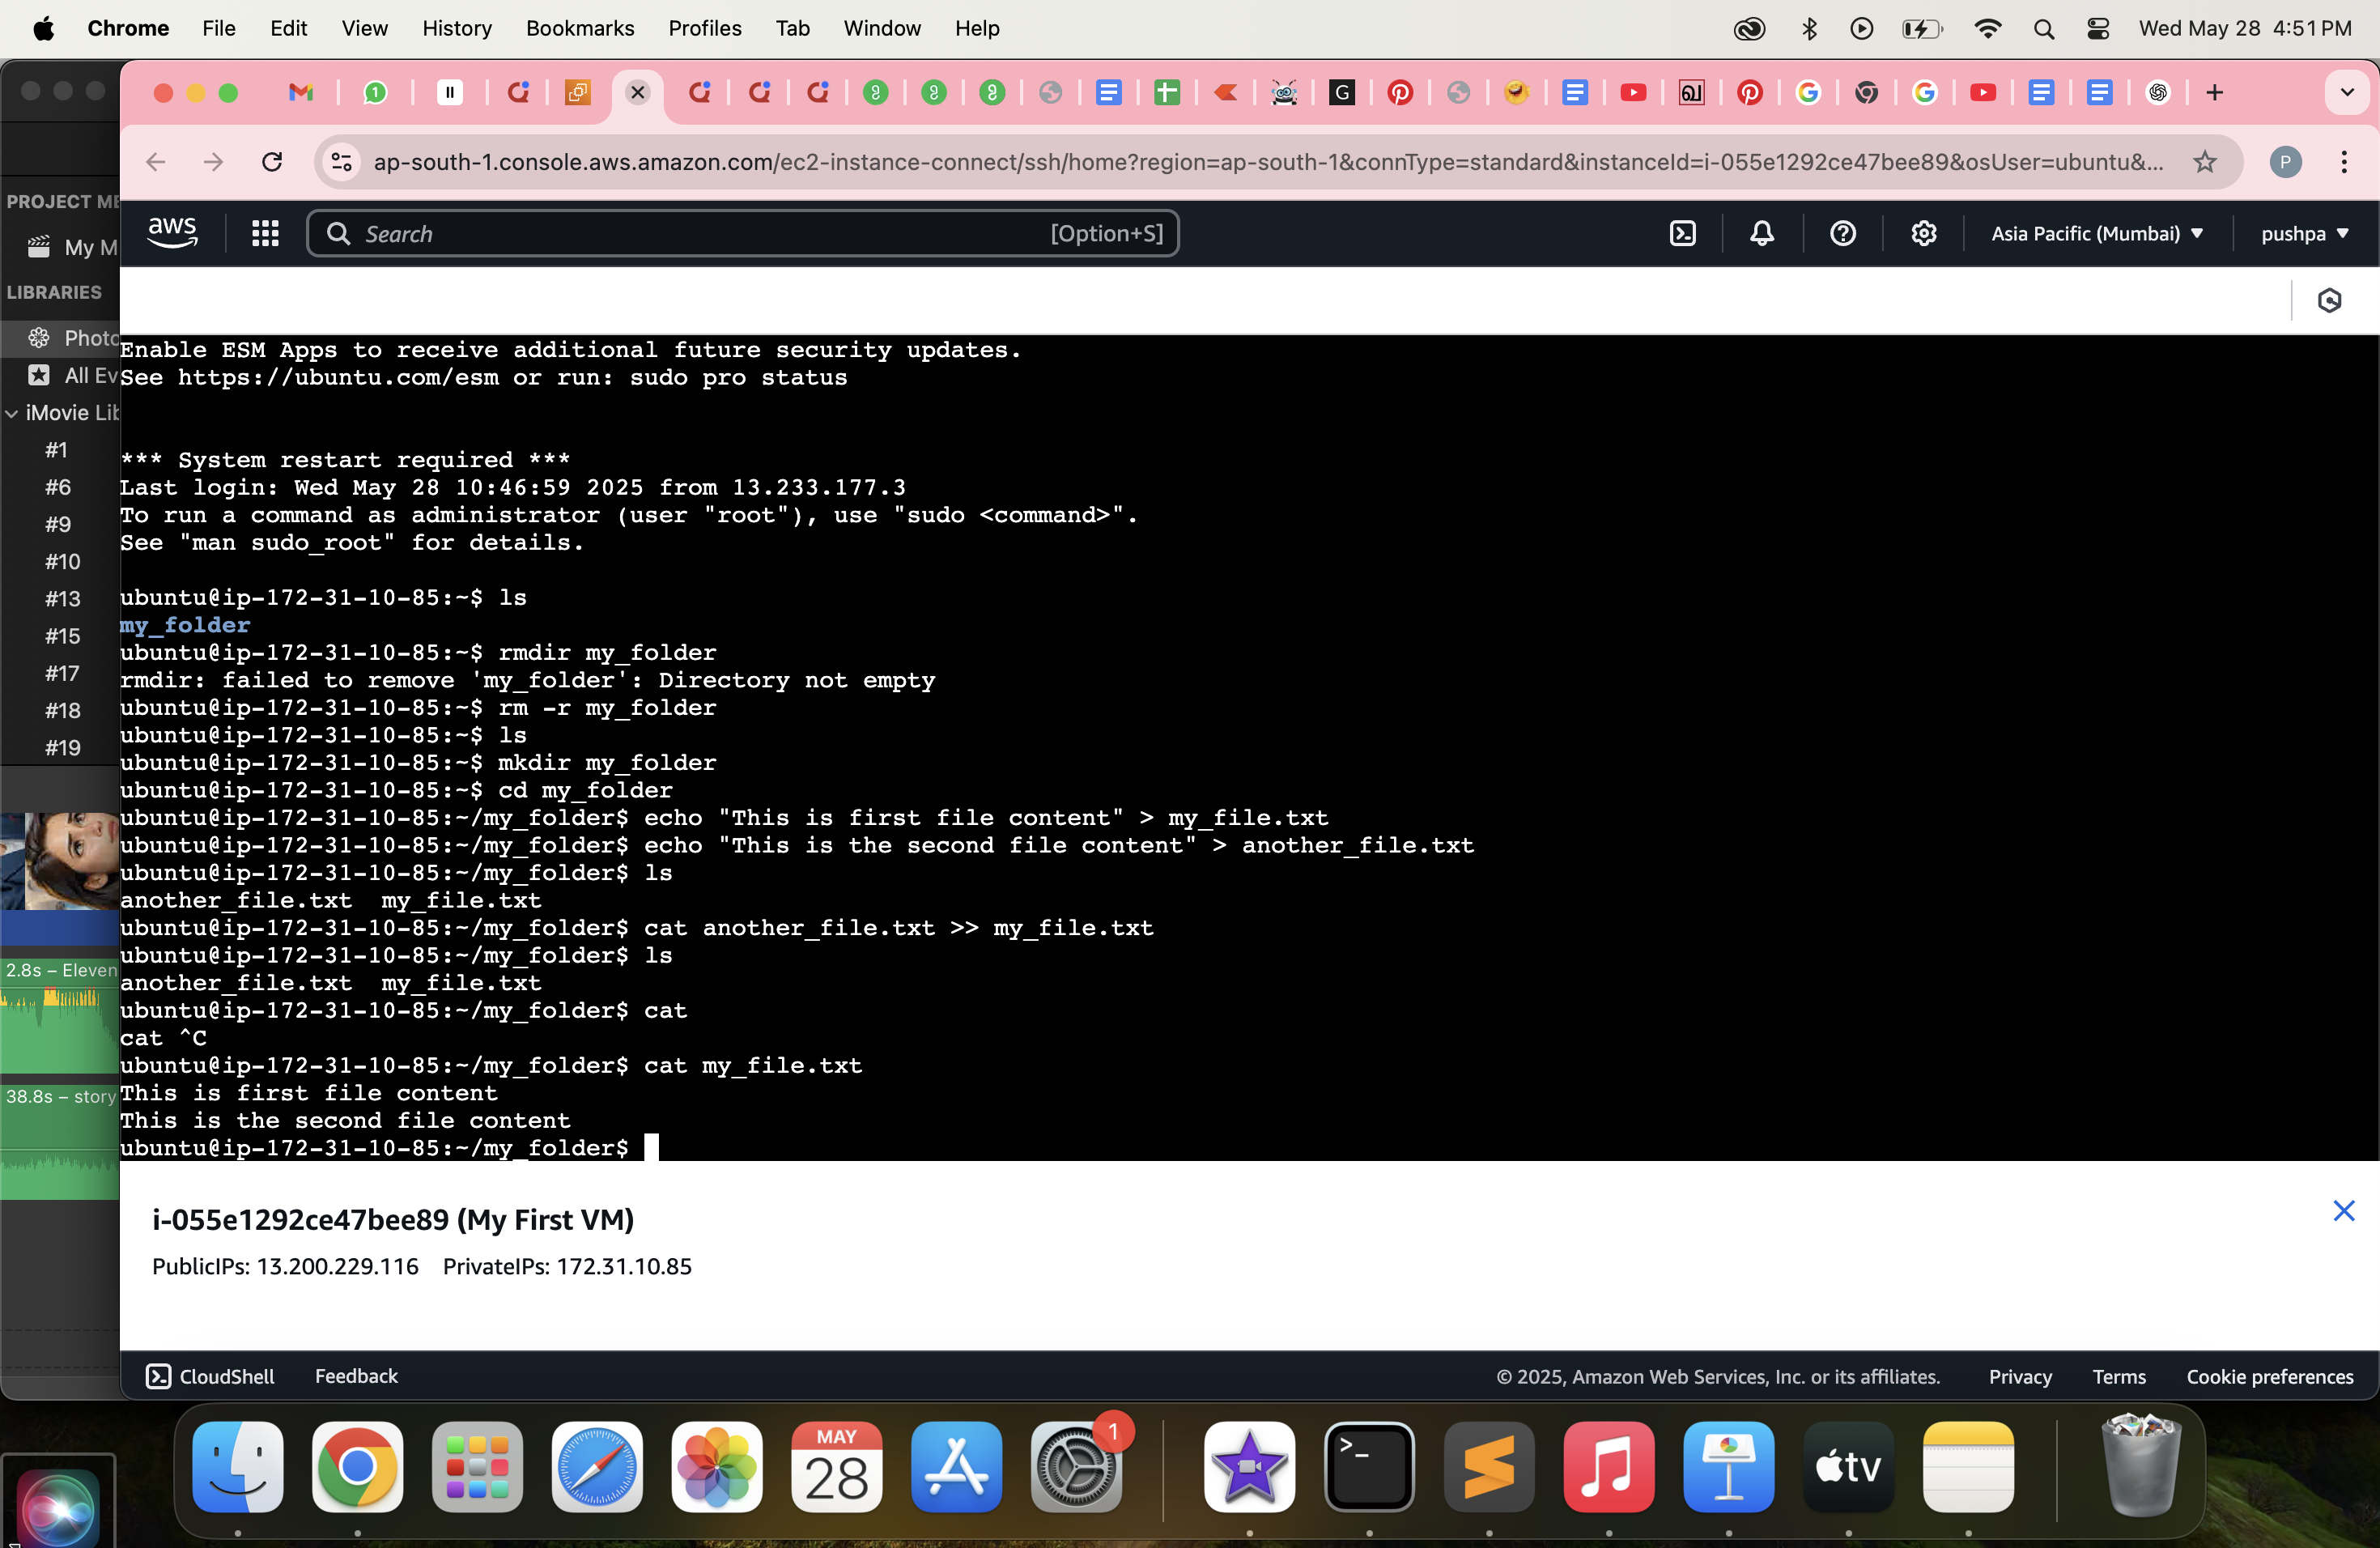 Chrome File Edit View History Bookmarks Profiles Tab Window Help Wed May 28 4:51 PM
ap-south-1.console.aws.amazon.com/ec2-instance-connect/ssh/home?region=ap-south-1&connType=standard&instanceId=i-055e1292ce47bee89&osUser=ubuntu&... P
aws Search [Option+S] Asia Pacific (Mumbai) pushpa
PROJECT ME
My M
LIBRARIES
Photo
All Ev
iMovie Lib
#1
#6
#9
#10
#13
#15
#17
#18
#19
2.8s – Eleven
38.8s – story
Enable ESM Apps to receive additional future security updates.
See https://ubuntu.com/esm or run: sudo pro status
*** System restart required ***
Last login: Wed May 28 10:46:59 2025 from 13.233.177.3
To run a command as administrator (user "root"), use "sudo <command>".
See "man sudo_root" for details.
ubuntu@ip-172-31-10-85:~$ ls
my_folder
ubuntu@ip-172-31-10-85:~$ rmdir my_folder
rmdir: failed to remove 'my_folder': Directory not empty
ubuntu@ip-172-31-10-85:~$ rm -r my_folder
ubuntu@ip-172-31-10-85:~$ ls
ubuntu@ip-172-31-10-85:~$ mkdir my_folder
ubuntu@ip-172-31-10-85:~$ cd my_folder
ubuntu@ip-172-31-10-85:~/my_folder$ echo "This is first file content" > my_file.txt
ubuntu@ip-172-31-10-85:~/my_folder$ echo "This is the second file content" > another_file.txt
ubuntu@ip-172-31-10-85:~/my_folder$ ls
another_file.txt  my_file.txt
ubuntu@ip-172-31-10-85:~/my_folder$ cat another_file.txt >> my_file.txt
ubuntu@ip-172-31-10-85:~/my_folder$ ls
another_file.txt  my_file.txt
ubuntu@ip-172-31-10-85:~/my_folder$ cat
cat ^C
ubuntu@ip-172-31-10-85:~/my_folder$ cat my_file.txt
This is first file content
This is the second file content
ubuntu@ip-172-31-10-85:~/my_folder$
i-055e1292ce47bee89 (My First VM)
PublicIPs: 13.200.229.116 PrivateIPs: 172.31.10.85
CloudShell Feedback © 2025, Amazon Web Services, Inc. or its affiliates. Privacy Terms Cookie preferences
MAY
28
1
tv